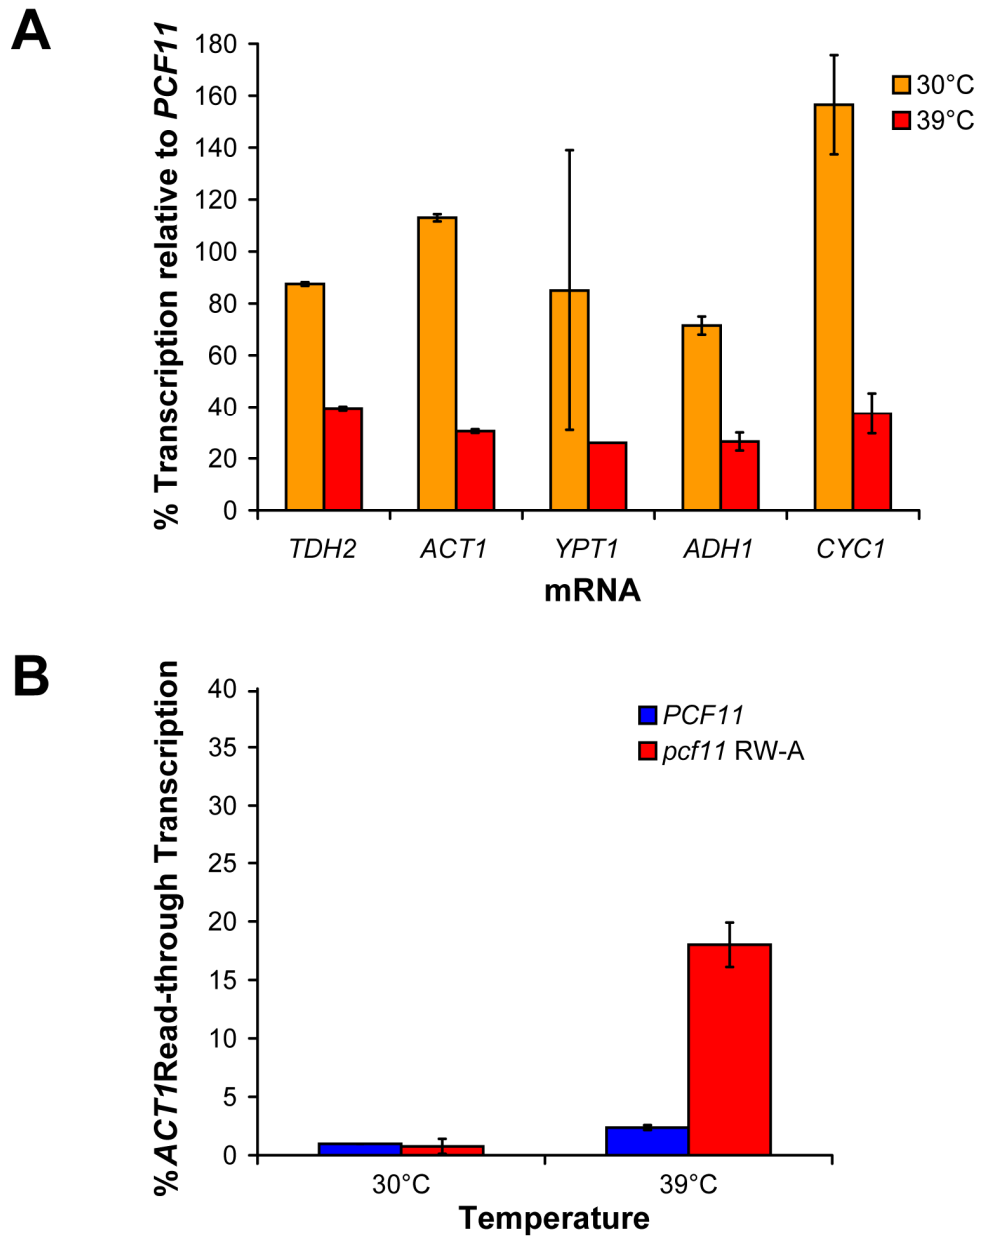 A
% Transcription relative to PCF11
180
160
140
120
100
80
60
40
20
0
30°C
39°C
TDH2 ACT1 YPT1 ADH1 CYC1
mRNA
B
%ACT1Read-through Transcription
40
35
30
25
20
15
10
5
0
PCF11
pcf11 RW-A
30°C 39°C
Temperature